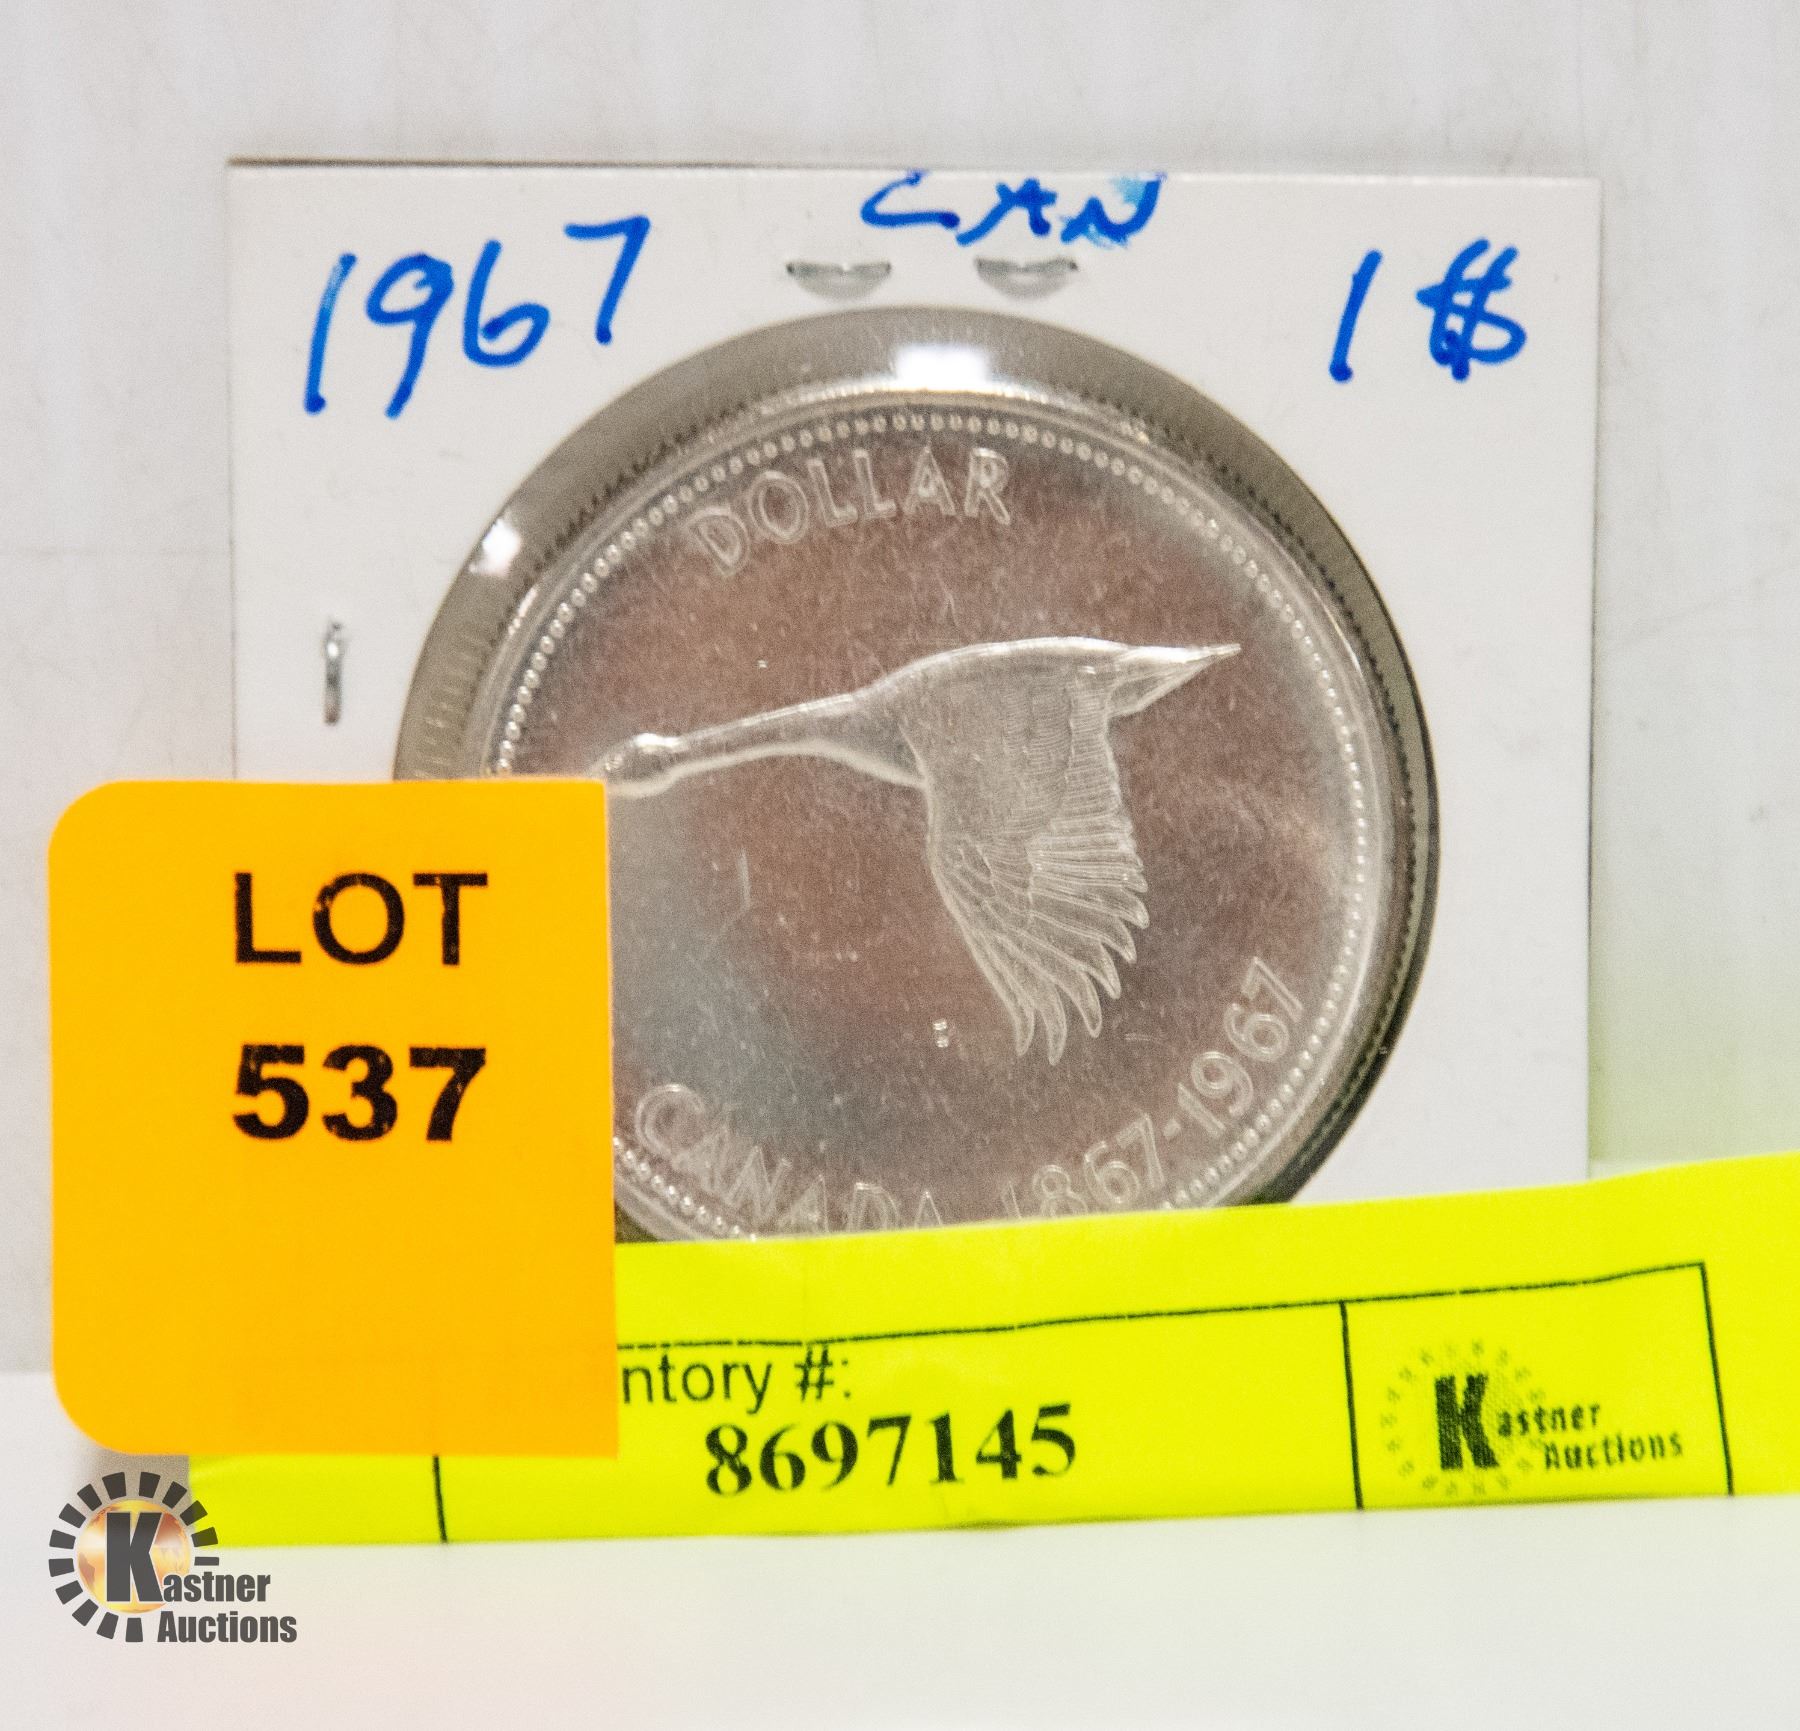 CAN
1967 1$
DOLLAR
CANADA 1867-1967
LOT
537
ntory #:
8697145
Kastner
Auctions
Kastner
Auctions